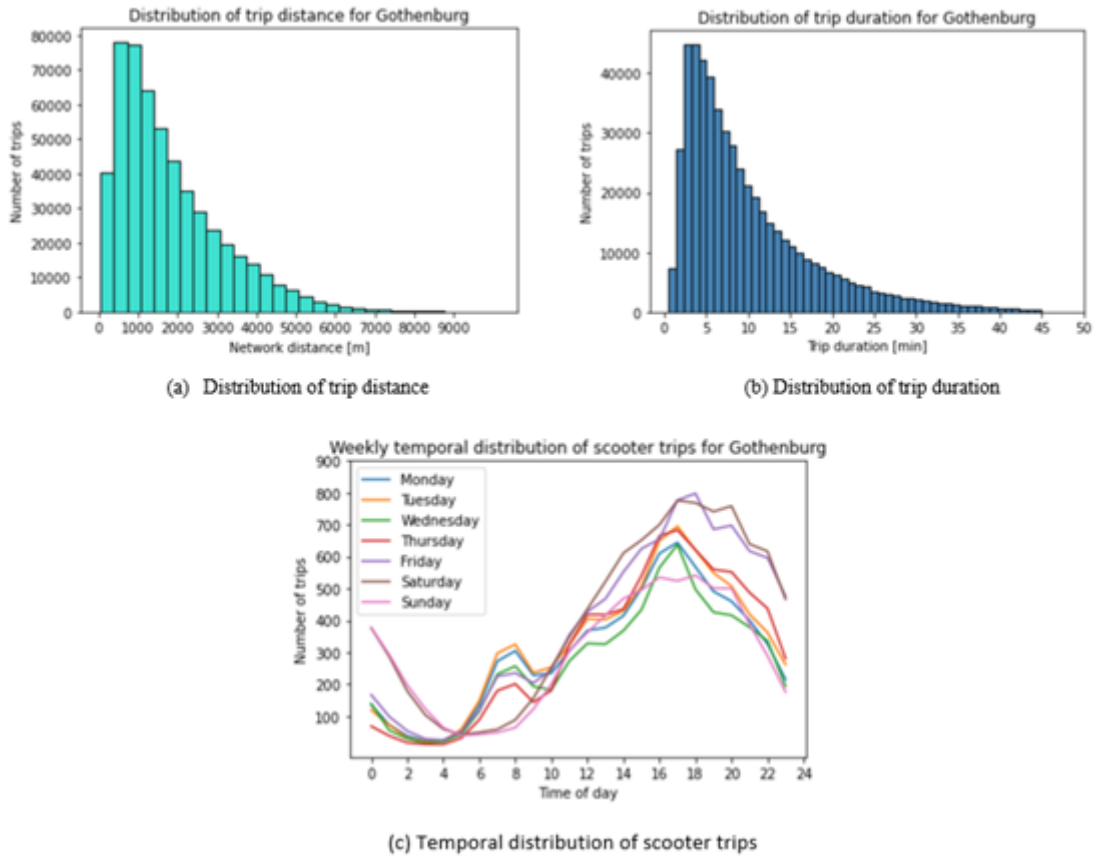 Distribution of trip distance for Gothenburg
80000
70000
60000
50000
40000
30000
20000
10000
0
Number of trips
0 1000 2000 3000 4000 5000 6000 7000 8000 9000
Network distance [m]
(a) Distribution of trip distance
Distribution of trip duration for Gothenburg
40000
30000
20000
10000
0
Number of trips
0 5 10 15 20 25 30 35 40 45 50
Trip duration [min]
(b) Distribution of trip duration
Weekly temporal distribution of scooter trips for Gothenburg
900
800
700
600
500
400
300
200
100
Number of trips
Monday
Tuesday
Wednesday
Thursday
Friday
Saturday
Sunday
0 2 4 6 8 10 12 14 16 18 20 22 24
Time of day
(c) Temporal distribution of scooter trips